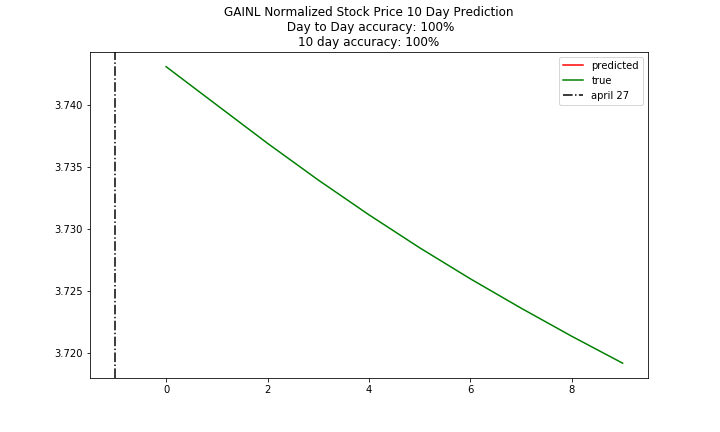 GAINL Normalized Stock Price 10 Day Prediction
Day to Day accuracy: 100%
10 day accuracy: 100%
predicted
true
april 27
3.740
3.735
3.730
3.725
3.720
0 2 4 6 8